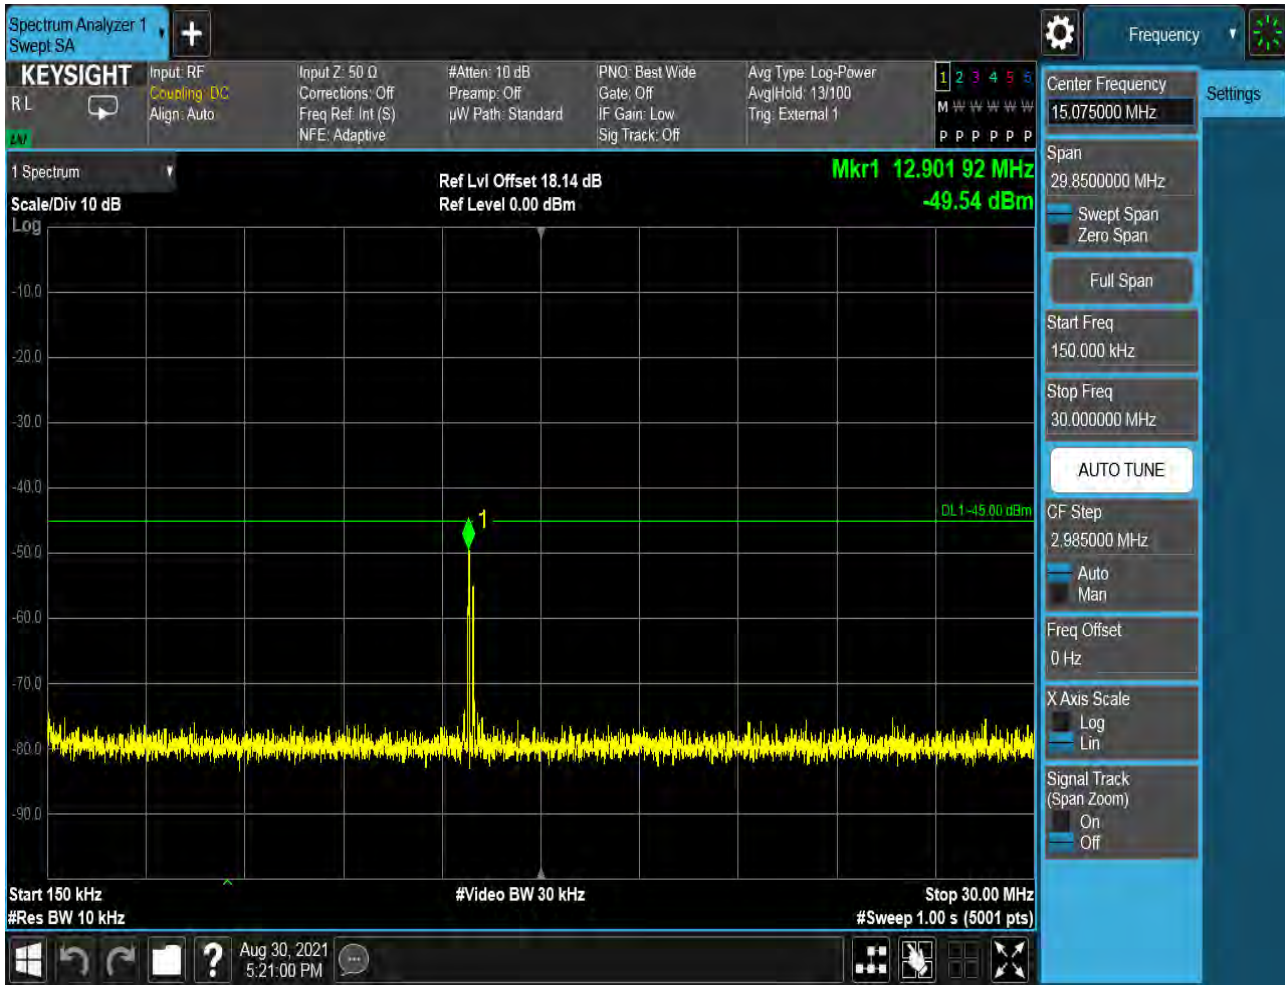 Spectrum Analyzer 1
Swept SA
Frequency
KEYSIGHT
RL
Input: RF
Coupling: DC
Align: Auto
Input Z: 50 Ω
Corrections: Off
Freq Ref: Int (S)
NFE: Adaptive
#Atten: 10 dB
Preamp: Off
µW Path: Standard
PNO: Best Wide
Gate: Off
IF Gain: Low
Sig Track: Off
Avg Type: Log-Power
Avg|Hold: 13/100
Trig: External 1
1 2 3 4 5 6
M W W W W W
P P P P P P
1 Spectrum
Scale/Div 10 dB
Log
Ref Lvl Offset 18.14 dB
Ref Level 0.00 dBm
Mkr1 12.901 92 MHz
-49.54 dBm
-10.0
-20.0
-30.0
-40.0
-50.0
-60.0
-70.0
-80.0
-90.0
1
DL1 -45.00 dBm
Start 150 kHz
#Res BW 10 kHz
#Video BW 30 kHz
Stop 30.00 MHz
#Sweep 1.00 s (5001 pts)
Center Frequency
15.075000 MHz
Settings
Span
29.8500000 MHz
Swept Span
Zero Span
Full Span
Start Freq
150.000 kHz
Stop Freq
30.000000 MHz
AUTO TUNE
CF Step
2.985000 MHz
Auto
Man
Freq Offset
0 Hz
X Axis Scale
Log
Lin
Signal Track
(Span Zoom)
On
Off
?
Aug 30, 2021
5:21:00 PM